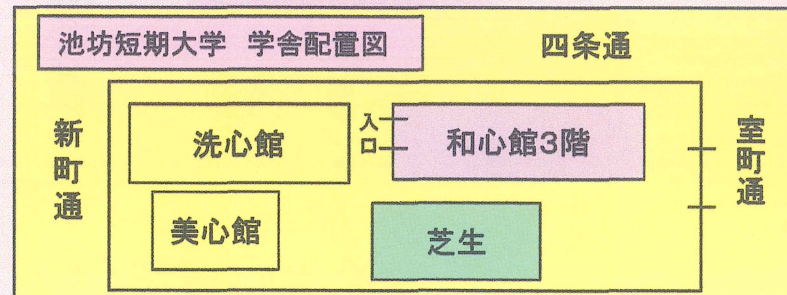 池坊短期大学 学舎配置図
四条通
新町通
洗心館
入口
和心館3階
室町通
美心館
芝生